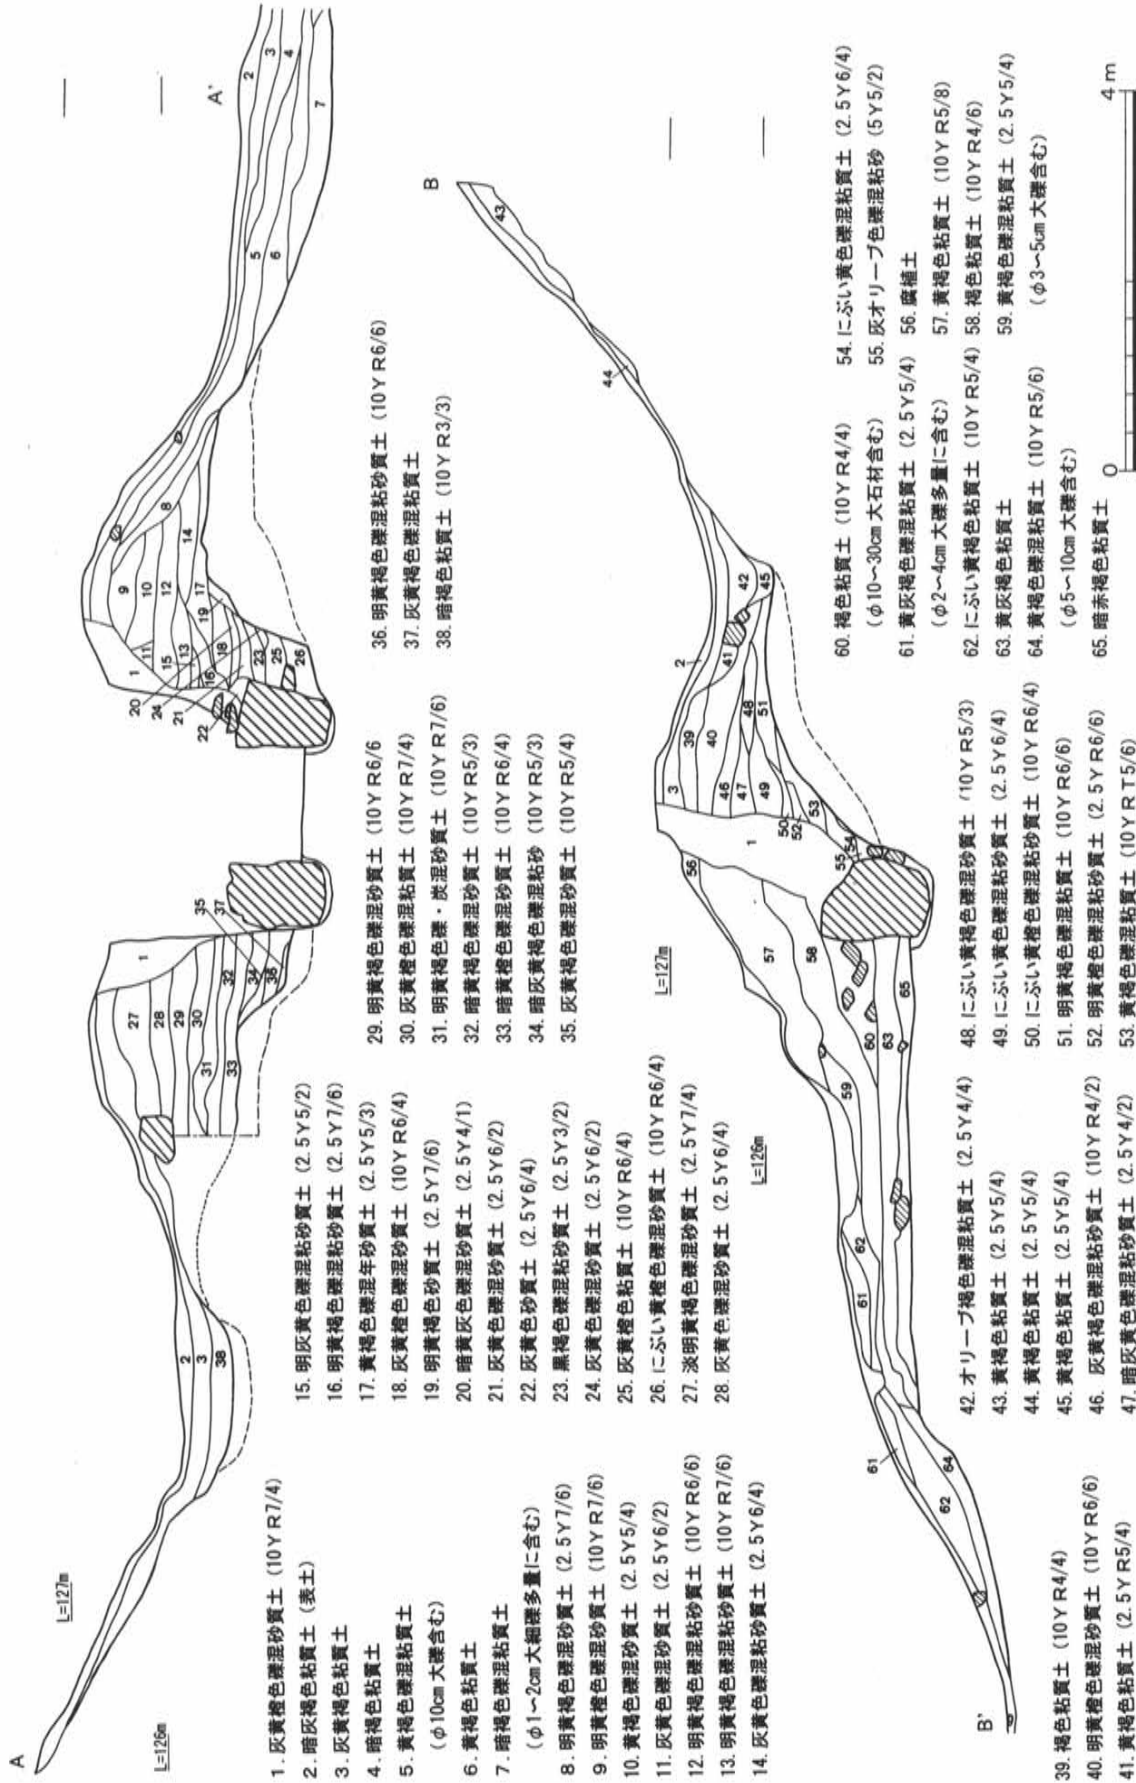 A
A'
L=127m
L=126m
1. 灰黄橙色礫混砂質土（10ＹＲ7/4）
2. 暗灰褐色粘質土（表土）
3. 灰黄褐色粘質土
4. 暗褐色粘質土
5. 黄褐色礫混粘質土
（φ10cm大礫含む）
6. 黄褐色粘質土
7. 暗褐色礫混粘質土
（φ1〜2cm大細礫多量に含む）
8. 明黄褐色礫混砂質土（2.5Ｙ7/6）
9. 明黄橙色礫混砂質土（10ＹＲ7/6）
10. 黄褐色礫混砂質土（2.5Ｙ5/4）
11. 灰黄色礫混砂質土（2.5Ｙ6/2）
12. 明黄褐色礫混粘砂質土（10ＹＲ6/6）
13. 明黄褐色礫混粘砂質土（10ＹＲ7/6）
14. 灰黄色礫混粘砂質土（2.5Ｙ6/4）
15. 明灰黄色礫混粘砂質土（2.5Ｙ5/2）
16. 明黄褐色礫混粘砂質土（2.5Ｙ7/6）
17. 黄褐色礫混年砂質土（2.5Ｙ5/3）
18. 灰黄橙色礫混砂質土（10ＹＲ6/4）
19. 明黄褐色砂質土（2.5Ｙ7/6）
20. 暗黄灰色礫混砂質土（2.5Ｙ4/1）
21. 灰黄色礫混砂質土（2.5Ｙ6/2）
22. 灰黄色砂質土（2.5Ｙ6/4）
23. 黒褐色礫混粘砂質土（2.5Ｙ3/2）
24. 灰黄色礫混砂質土（2.5Ｙ6/2）
25. 灰黄橙色粘質土（10ＹＲ6/4）
26. にぶい黄橙色礫混砂質土（10ＹＲ6/4）
27. 淡明黄褐色礫混砂質土（2.5Ｙ7/4）
28. 灰黄色礫混砂質土（2.5Ｙ6/4）
29. 明黄褐色礫混砂質土（10ＹＲ6/6
30. 灰黄橙色礫混粘質土（10ＹＲ7/4）
31. 明黄褐色礫・炭混砂質土（10ＹＲ7/6）
32. 暗黄褐色礫混砂質土（10ＹＲ5/3）
33. 暗黄橙色礫混砂質土（10ＹＲ6/4）
34. 暗灰黄褐色礫混粘砂（10ＹＲ5/3）
35. 灰黄褐色礫混砂質土（10ＹＲ5/4）
36. 明黄褐色礫混粘砂質土（10ＹＲ6/6）
37. 灰黄褐色礫混粘質土
38. 暗褐色粘質土（10ＹＲ3/3）
B
B'
L=127m
L=126m
39. 褐色粘質土（10ＹＲ4/4）
40. 明黄橙色礫混砂質土（10ＹＲ6/6）
41. 黄褐色粘質土（2.5ＹＲ5/4）
42. オリーブ褐色礫混粘質土（2.5Ｙ4/4）
43. 黄褐色粘質土（2.5Ｙ5/4）
44. 黄褐色粘質土（2.5Ｙ5/4）
45. 黄褐色粘質土（2.5Ｙ5/4）
46. 灰黄褐色礫混粘砂質土（10ＹＲ4/2）
47. 暗灰黄色礫混粘砂質土（2.5Ｙ4/2）
48. にぶい黄褐色礫混砂質土（10ＹＲ5/3）
49. にぶい黄色礫混粘質土（2.5Ｙ6/4）
50. にぶい黄橙色礫混粘砂質土（10ＹＲ6/4）
51. 明黄褐色礫混粘質土（10ＹＲ6/6）
52. 明黄橙色礫混粘砂質土（2.5ＹＲ6/6）
53. 黄褐色礫混粘質土（10ＹＲＴ5/6）
54. にぶい黄色礫混粘質土（2.5Ｙ6/4）
55. 灰オリーブ色礫混粘砂（5Ｙ5/2）
56. 腐植土
57. 黄褐色粘質土（10ＹＲ5/8）
58. 褐色粘質土（10ＹＲ4/6）
59. 黄褐色礫混粘質土（2.5Ｙ5/4）
（φ3〜5cm大礫含む）
60. 褐色粘質土（10ＹＲ4/4）
（φ10〜30cm大石材含む）
61. 黄灰褐色礫混粘質土（2.5Ｙ5/4）
（φ2〜4cm大礫多量に含む）
62. にぶい黄褐色粘質土（10ＹＲ5/4）
63. 黄灰褐色粘質土
64. 黄褐色礫混粘質土（10ＹＲ5/6）
（φ5〜10cm大礫含む）
65. 暗赤褐色粘質土
0
4 m